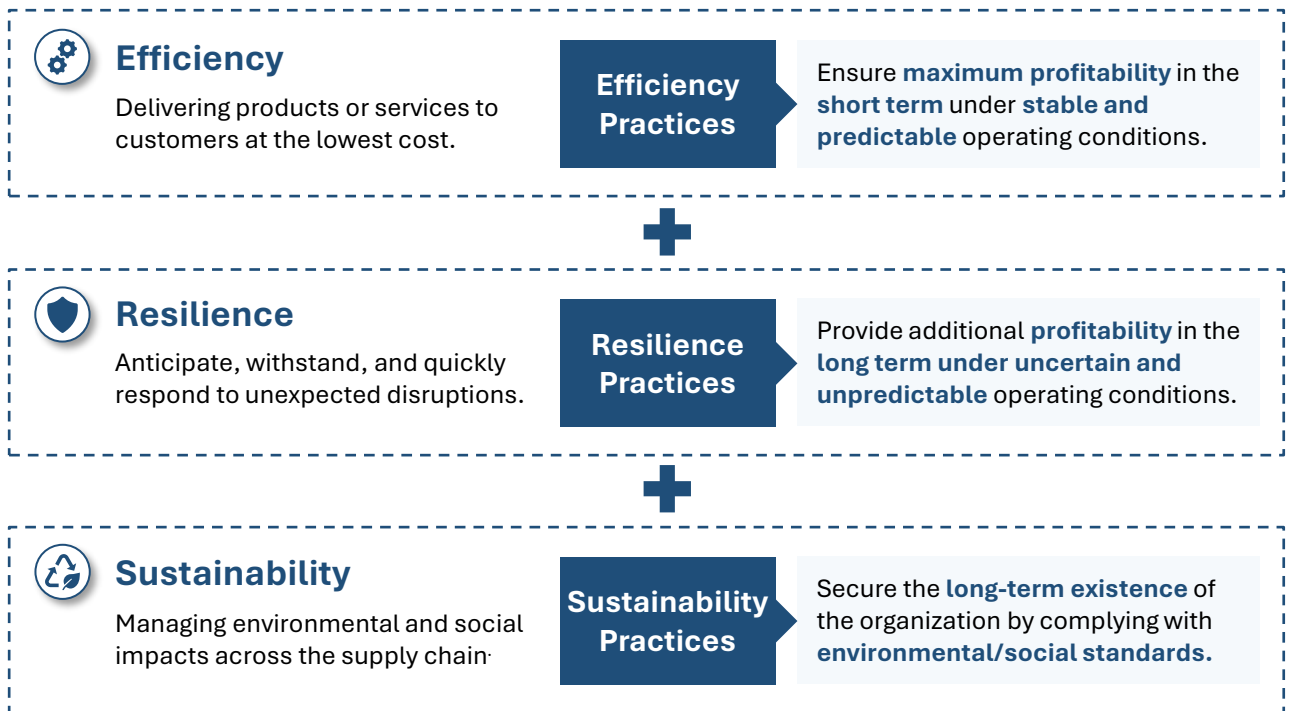 Efficiency
Delivering products or services to
customers at the lowest cost.
Efficiency
Practices
Ensure maximum profitability in the
short term under stable and
predictable operating conditions.
Resilience
Anticipate, withstand, and quickly
respond to unexpected disruptions.
Resilience
Practices
Provide additional profitability in the
long term under uncertain and
unpredictable operating conditions.
Sustainability
Managing environmental and social
impacts across the supply chain.
Sustainability
Practices
Secure the long-term existence of
the organization by complying with
environmental/social standards.